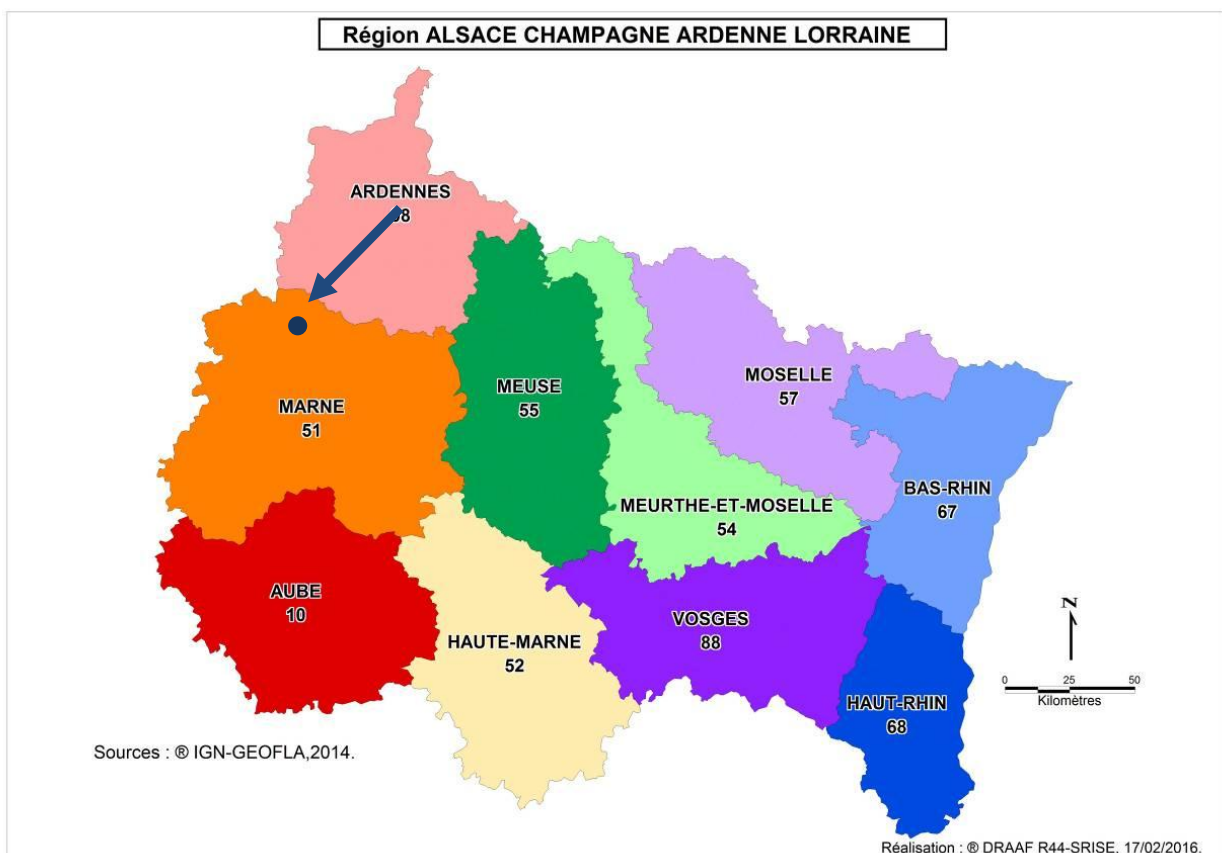 Région ALSACE CHAMPAGNE ARDENNE LORRAINE
ARDENNES
MOSELLE
57
MEUSE
55
MARNE
51
BAS-RHIN
67
MEURTHE-ET-MOSELLE
54
AUBE
10
VOSGES
88
HAUTE-MARNE
52
N
0 25 50
Kilomètres
HAUT-RHIN
68
Sources : ® IGN-GEOFLA,2014.
Réalisation : ® DRAAF R44-SRISE, 17/02/2016.